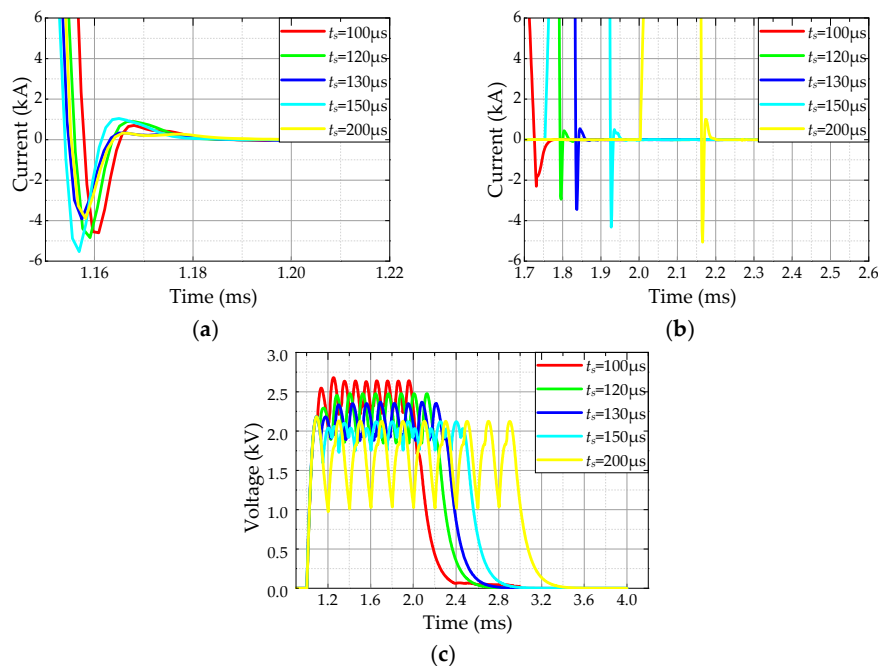 6
4
2
0
-2
-4
-6
Current (kA)
1.16
1.18
1.20
1.22
Time (ms)
tₛ=100μs
tₛ=120μs
tₛ=130μs
tₛ=150μs
tₛ=200μs
(a)
6
4
2
0
-2
-4
-6
Current (kA)
1.7 1.8 1.9 2.0 2.1 2.2 2.3 2.4 2.5 2.6
Time (ms)
tₛ=100μs
tₛ=120μs
tₛ=130μs
tₛ=150μs
tₛ=200μs
(b)
3.0
2.5
2.0
1.5
1.0
0.5
0.0
Voltage (kV)
1.2 1.6 2.0 2.4 2.8 3.2 3.6 4.0
Time (ms)
tₛ=100μs
tₛ=120μs
tₛ=130μs
tₛ=150μs
tₛ=200μs
(c)